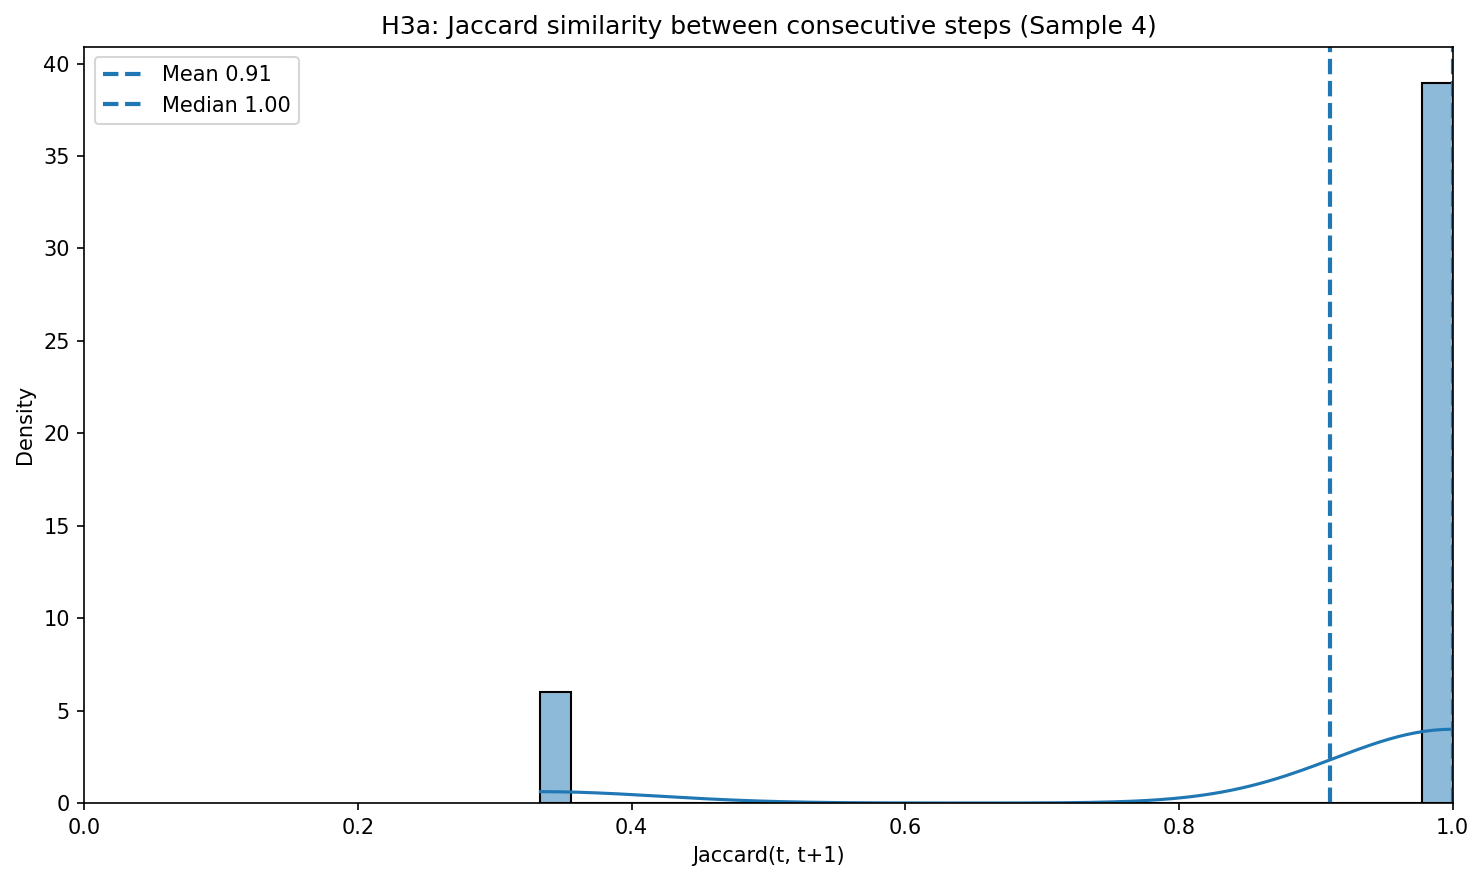 H3a: Jaccard similarity between consecutive steps (Sample 4)
Mean 0.91
Median 1.00
40
35
30
25
20
15
10
5
0
Density
0.0 0.2 0.4 0.6 0.8 1.0
Jaccard(t, t+1)